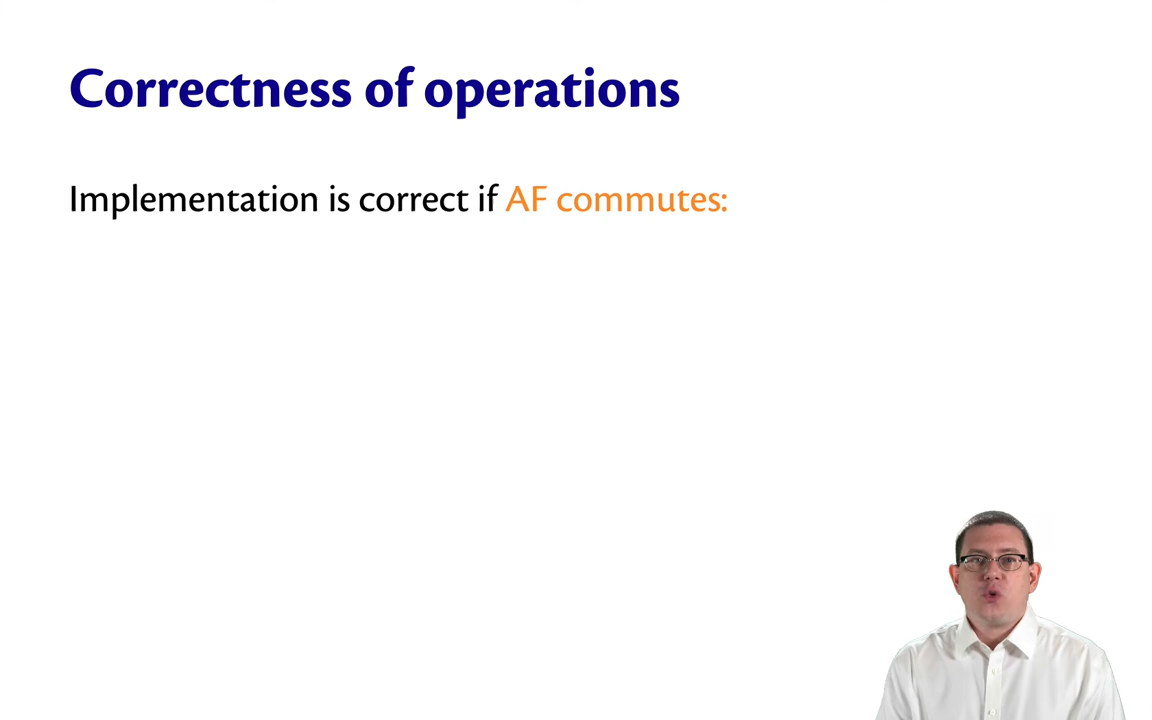 Correctness of operations
Implementation is correct if AF commutes: